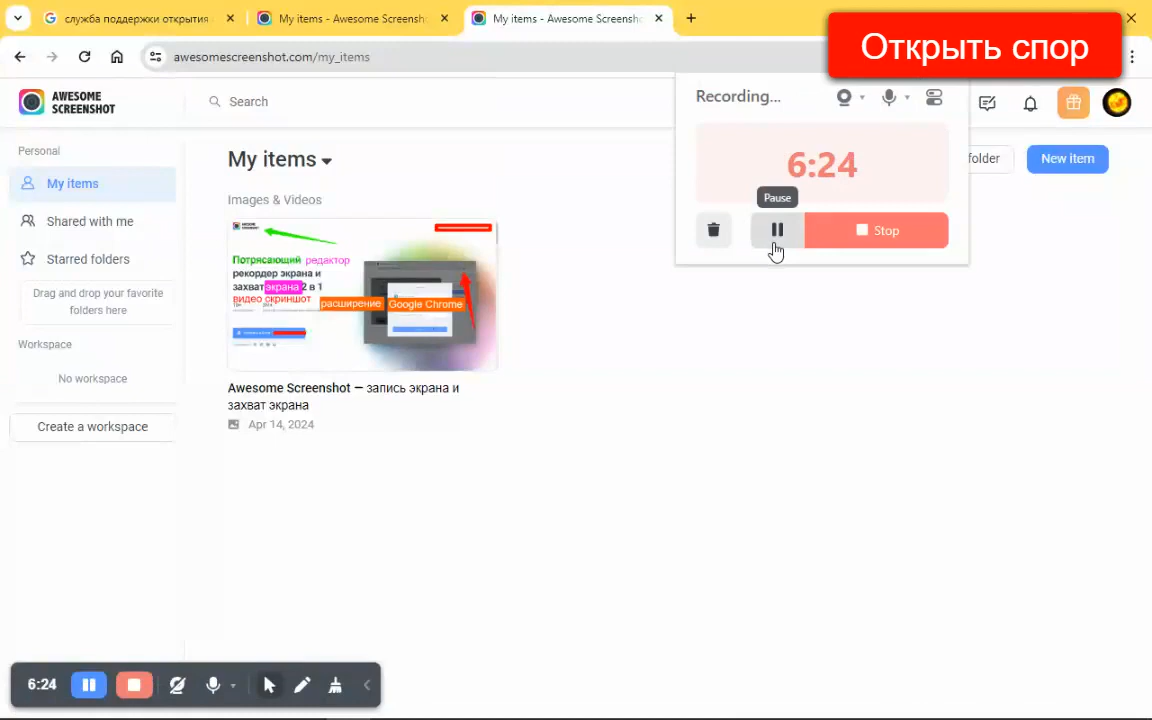 служба поддержки открытия
My items - Awesome Screensh
My items - Awesome Screensh
Открыть спор
awesomescreenshot.com/my_items
AWESOME
SCREENSHOT
Search
Recording...
Personal
My items
6:24
folder
New item
My items
Images & Videos
Pause
Shared with me
Stop
Starred folders
Drag and drop your favorite
folders here
Потрясающий редактор
рекордер экрана и
захват экрана 2 в 1
видео скриншот
расширение Google Chrome
Workspace
No workspace
Awesome Screenshot — запись экрана и
захват экрана
Apr 14, 2024
Create a workspace
6:24